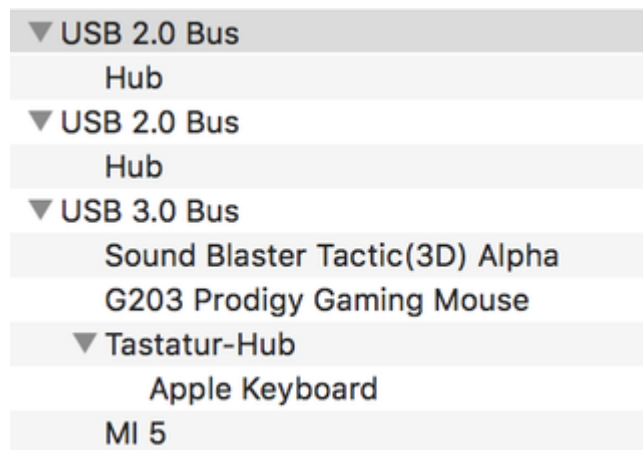 USB 2.0 Bus
Hub
USB 2.0 Bus
Hub
USB 3.0 Bus
Sound Blaster Tactic(3D) Alpha
G203 Prodigy Gaming Mouse
Tastatur-Hub
Apple Keyboard
MI 5